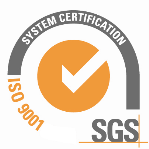 SYSTEM CERTIFICATION
ISO 9001
SGS